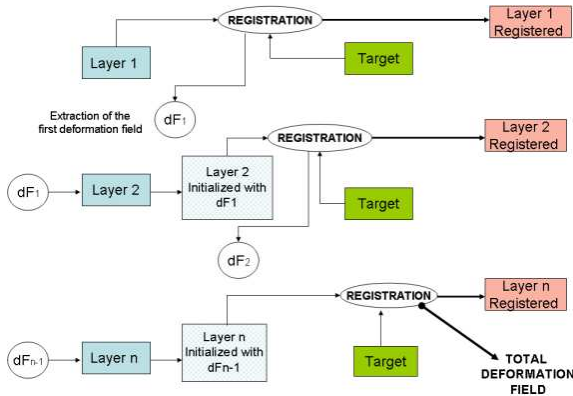 REGISTRATION
Layer 1
Registered
Layer 1
Target
Extraction of the
first deformation field
dF1
REGISTRATION
Layer 2
Registered
dF1
Layer 2
Layer 2
Initialized with
dF1
Target
dF2
REGISTRATION
Layer n
Registered
dFn-1
Layer n
Layer n
Initialized with
dFn-1
Target
TOTAL
DEFORMATION
FIELD